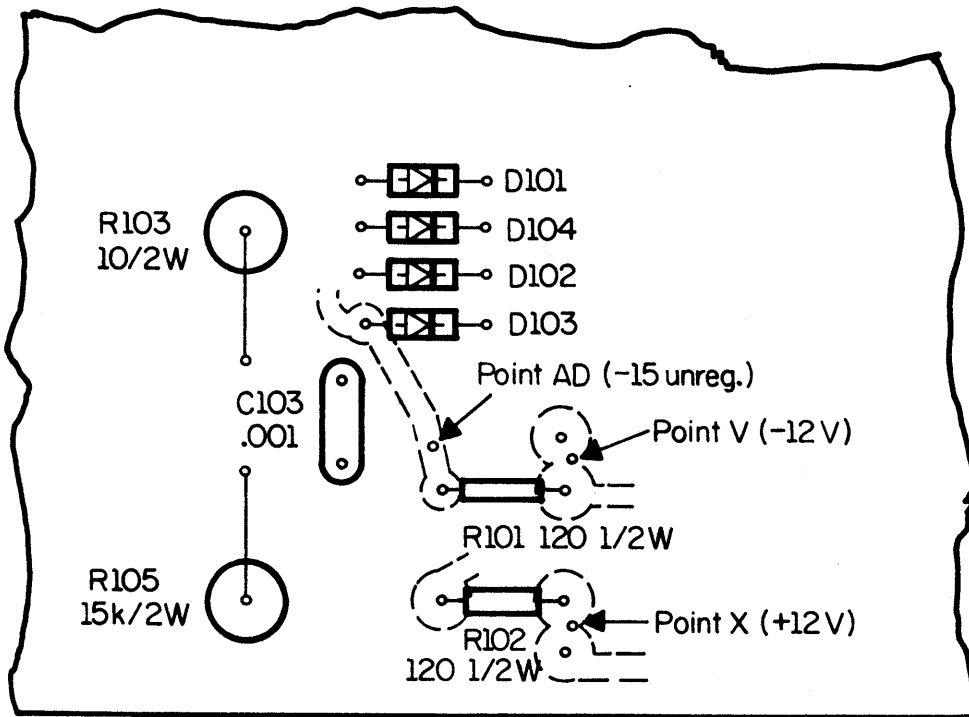 D101
R103
10/2W
D104
D102
D103
Point AD (-15 unreg.)
C103
.001
Point V (-12V)
R101 120 1/2W
R105
15k/2W
Point X (+12V)
R102
120 1/2W